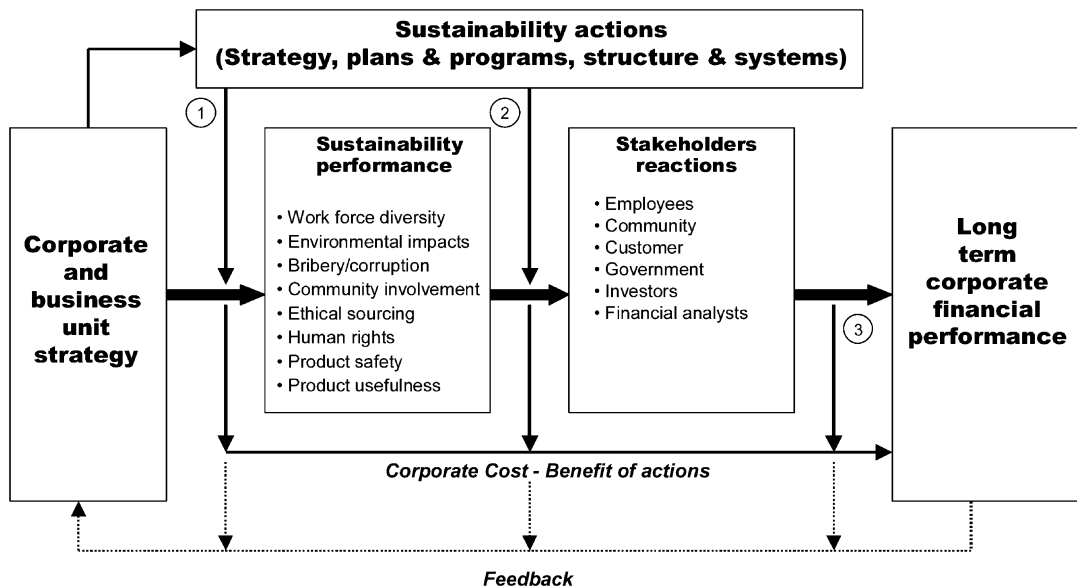 Sustainability actions
(Strategy, plans & programs, structure & systems)
1
2
Corporate
and
business
unit
strategy
Sustainability
performance
• Work force diversity
• Environmental impacts
• Bribery/corruption
• Community involvement
• Ethical sourcing
• Human rights
• Product safety
• Product usefulness
Stakeholders
reactions
• Employees
• Community
• Customer
• Government
• Investors
• Financial analysts
3
Long
term
corporate
financial
performance
Corporate Cost - Benefit of actions
Feedback